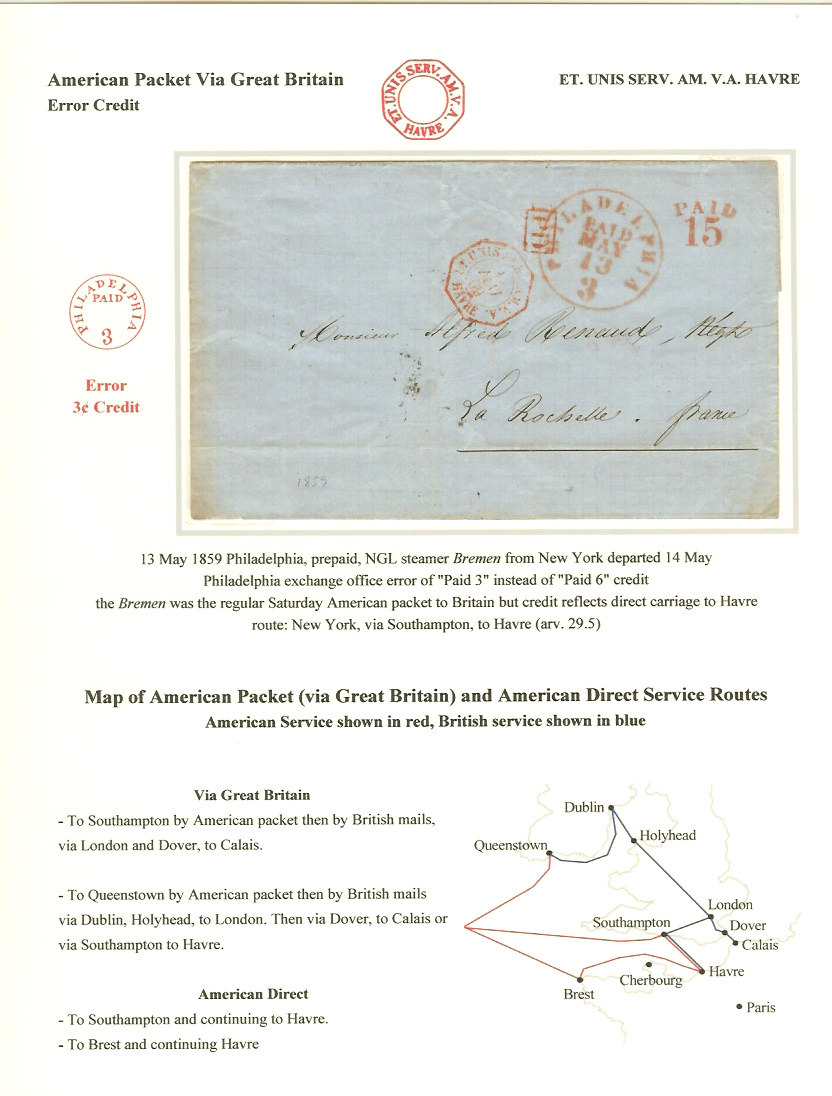 American Packet Via Great Britain
Error Credit
ET. UNIS SERV. AM. V.A. HAVRE
ET. UNIS SERV. AM. V.A. HAVRE
PD
PHILADELPHIA
PAID
MAY
13
3
PAID
15
ET. UNIS
V.A.
HAVRE
PHILADELPHIA
PAID
3
Error
3¢ Credit
Monsieur Alfred Renaud,
La Rochelle. france
1859
13 May 1859 Philadelphia, prepaid, NGL steamer Bremen from New York departed 14 May
Philadelphia exchange office error of "Paid 3" instead of "Paid 6" credit
the Bremen was the regular Saturday American packet to Britain but credit reflects direct carriage to Havre
route: New York, via Southampton, to Havre (arv. 29.5)
Map of American Packet (via Great Britain) and American Direct Service Routes
American Service shown in red, British service shown in blue
Via Great Britain
- To Southampton by American packet then by British mails,
via London and Dover, to Calais.
- To Queenstown by American packet then by British mails
via Dublin, Holyhead, to London. Then via Dover, to Calais or
via Southampton to Havre.
American Direct
- To Southampton and continuing to Havre.
- To Brest and continuing Havre
Dublin
Holyhead
Queenstown
London
Southampton
Dover
Calais
Havre
Cherbourg
Brest
Paris